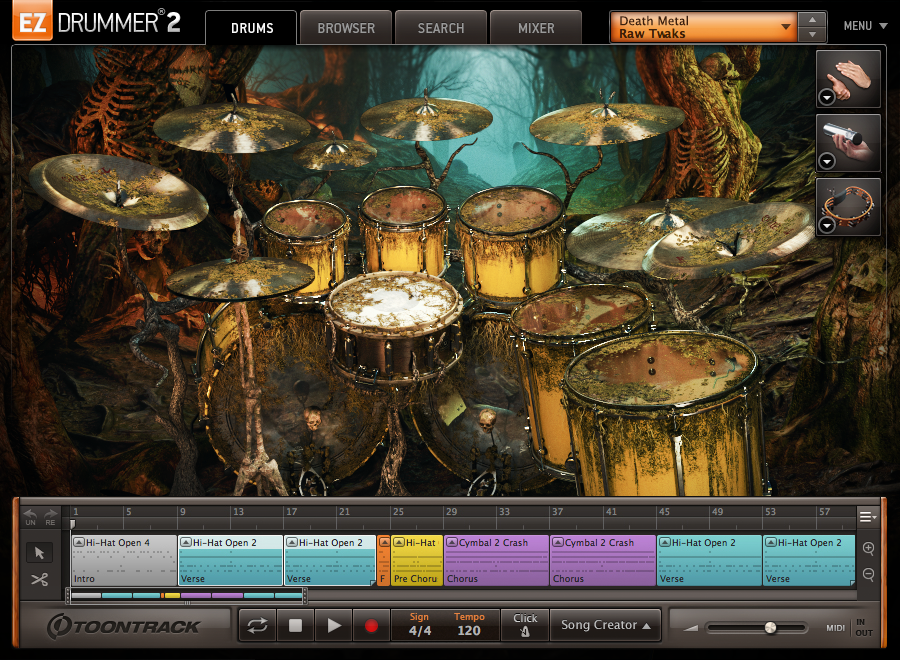 EZ DRUMMER® 2
DRUMS
BROWSER
SEARCH
MIXER
Death Metal
Raw Twaks
MENU
UN RE
1 5 9 13 17 21 25 29 33 37 41 45 49 53 57
Hi-Hat Open 4
Intro
Hi-Hat Open 2
Verse
Hi-Hat Open 2
Verse
F
Hi-Hat
Pre Choru
Cymbal 2 Crash
Chorus
Cymbal 2 Crash
Chorus
Hi-Hat Open 2
Verse
Hi-Hat Open 2
Verse
TOONTRACK
Sign
4/4
Tempo
120
Click
Song Creator
MIDI
IN
OUT